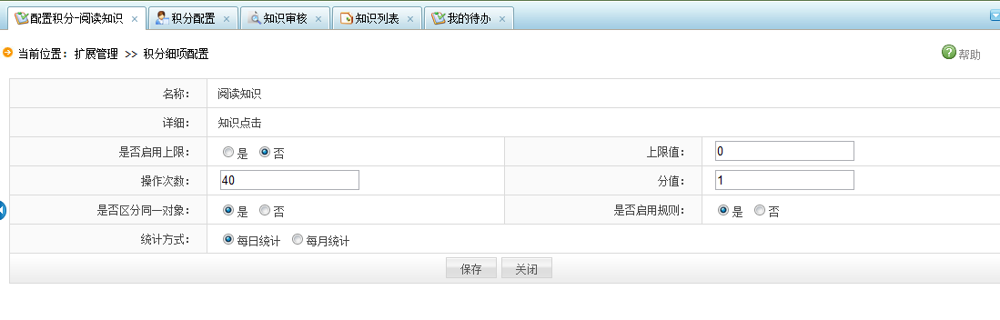 配置积分-阅读知识 积分配置 知识审核 知识列表 我的待办
当前位置: 扩展管理 >> 积分细项配置 帮助
名称: 阅读知识
详细: 知识点击
是否启用上限: 是 否 上限值: 0
操作次数: 40 分值: 1
是否区分同一对象: 是 否 是否启用规则: 是 否
统计方式: 每日统计 每月统计
保存 关闭